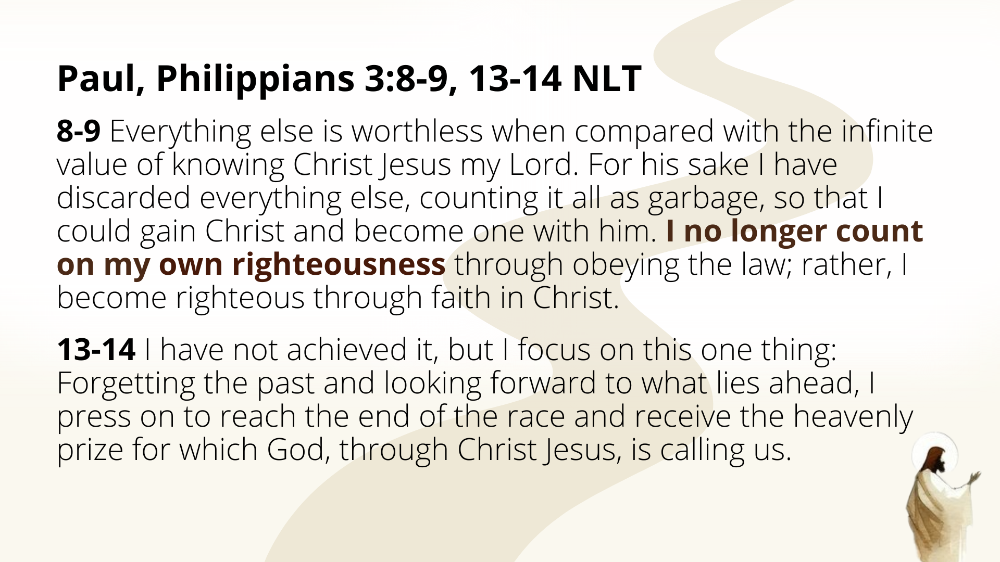 Paul, Philippians 3:8-9, 13-14 NLT
8-9 Everything else is worthless when compared with the infinite
value of knowing Christ Jesus my Lord. For his sake I have
discarded everything else, counting it all as garbage, so that I
could gain Christ and become one with him. I no longer count
on my own righteousness through obeying the law; rather, I
become righteous through faith in Christ.
13-14 I have not achieved it, but I focus on this one thing:
Forgetting the past and looking forward to what lies ahead, I
press on to reach the end of the race and receive the heavenly
prize for which God, through Christ Jesus, is calling us.